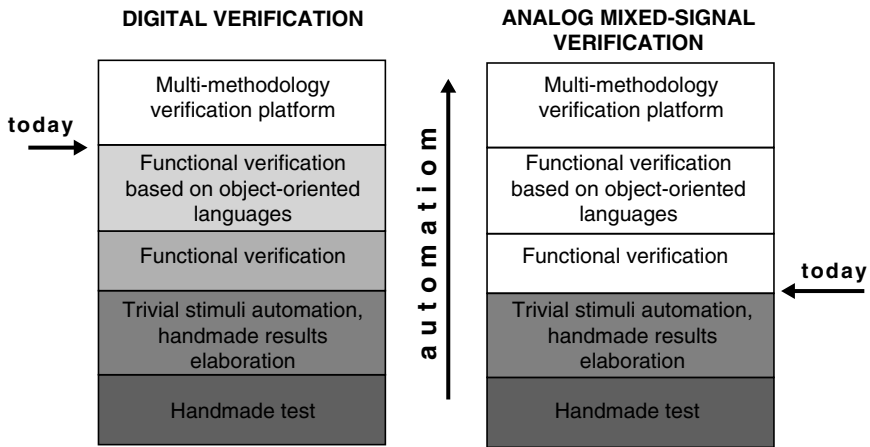 DIGITAL VERIFICATION
Multi-methodology
verification platform
today
Functional verification
based on object-oriented
languages
Functional verification
Trivial stimuli automation,
handmade results
elaboration
Handmade test
automatiom
ANALOG MIXED-SIGNAL
VERIFICATION
Multi-methodology
verification platform
Functional verification
based on object-oriented
languages
Functional verification
today
Trivial stimuli automation,
handmade results
elaboration
Handmade test